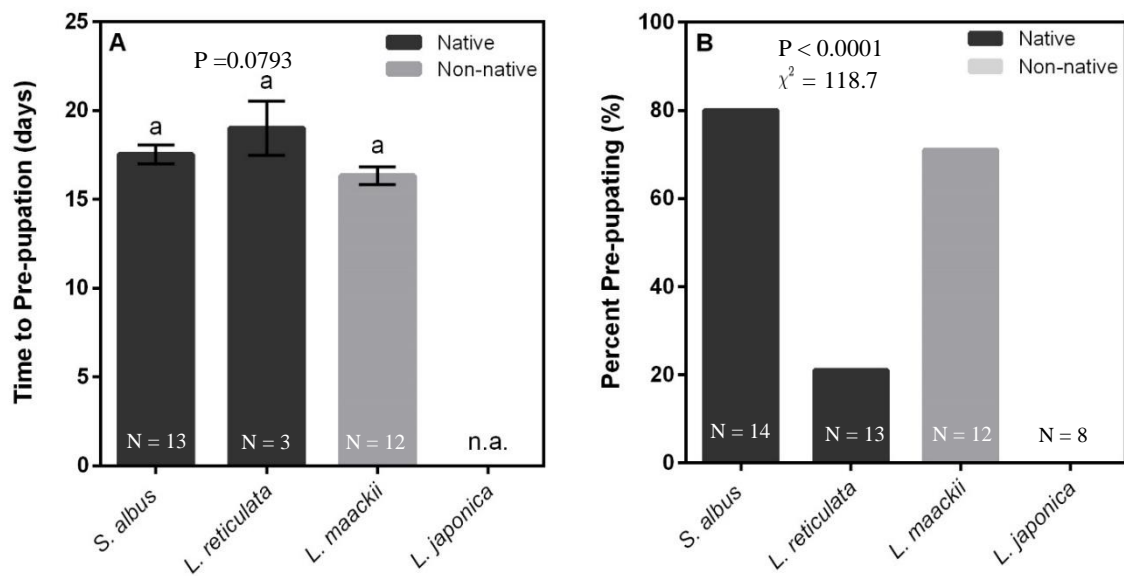 A
P =0.0793
Native
Non-native
Time to Pre-pupation (days)
25
20
15
10
5
0
a
a
a
N = 13
N = 3
N = 12
n.a.
S. albus
L. reticulata
L. maackii
L. japonica
B
P < 0.0001
χ² = 118.7
Native
Non-native
Percent Pre-pupating (%)
100
80
60
40
20
0
N = 14
N = 13
N = 12
N = 8
S. albus
L. reticulata
L. maackii
L. japonica